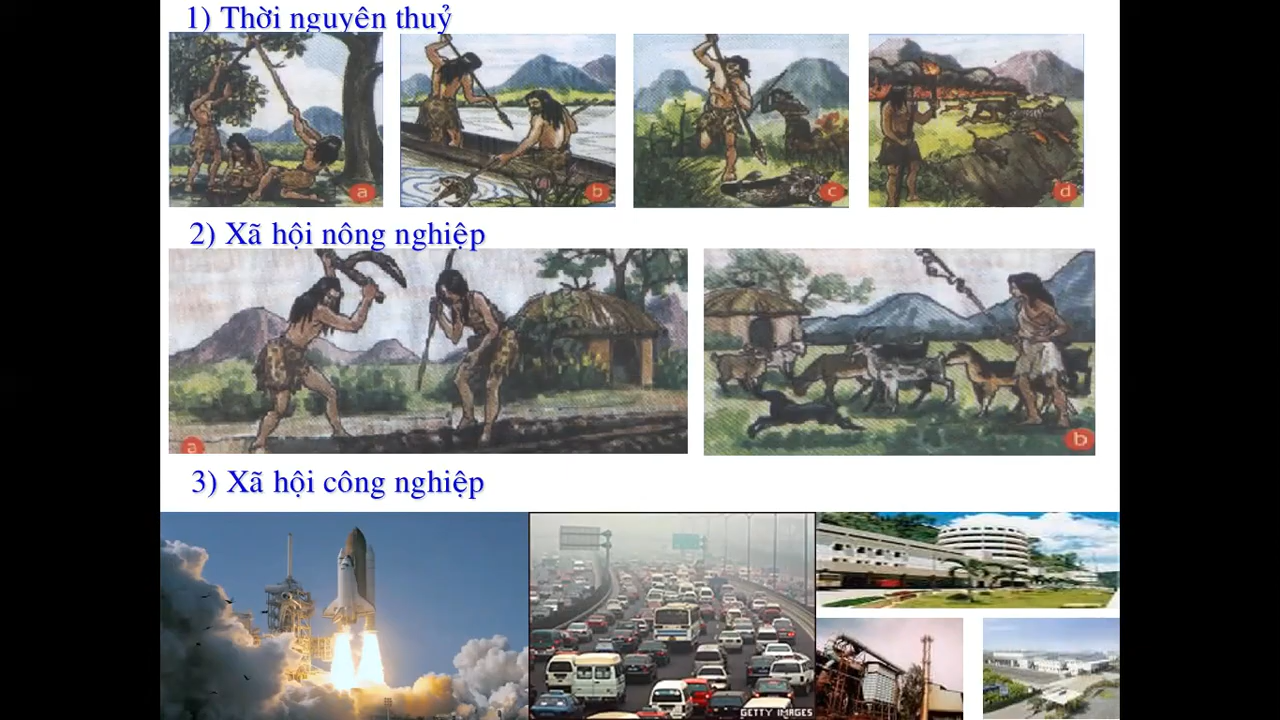 1) Thời nguyên thuỷ
a
b
c
d
2) Xã hội nông nghiệp
a
b
3) Xã hội công nghiệp
GETTY IMAGES